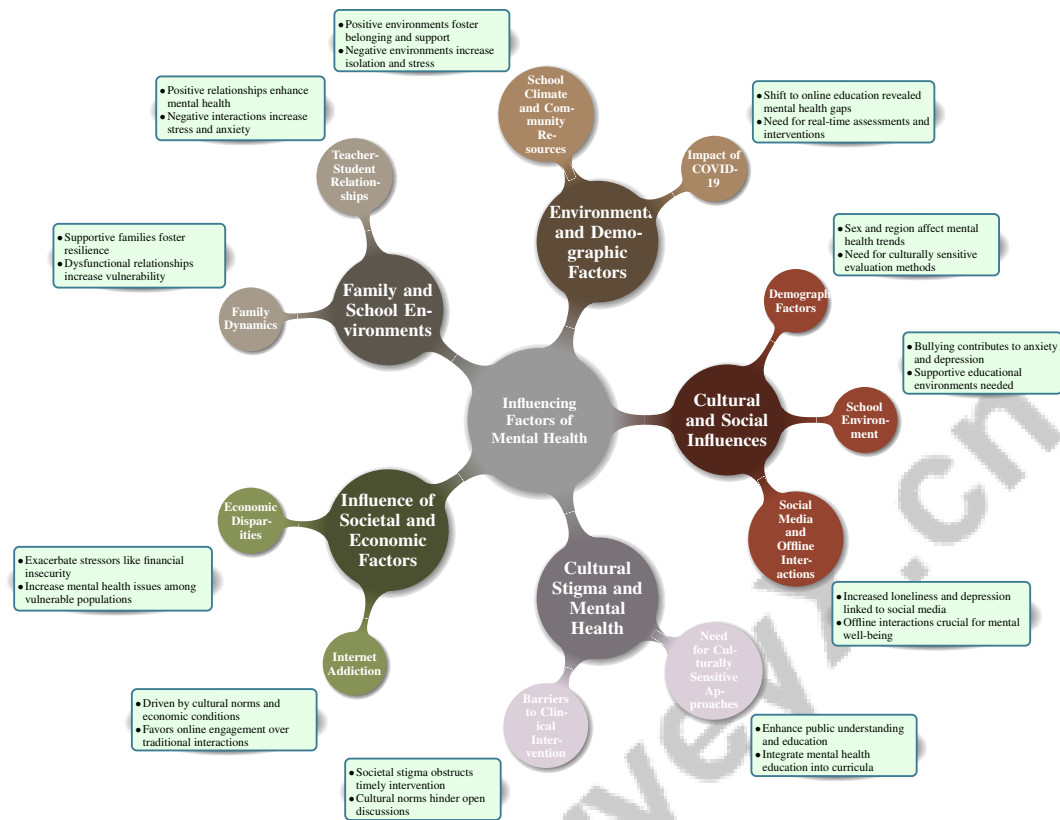 • Positive environments foster
belonging and support
• Negative environments increase
isolation and stress
• Positive relationships enhance
mental health
• Negative interactions increase
stress and anxiety
School
Climate
and Com-
munity
Re-
sources
• Shift to online education revealed
mental health gaps
• Need for real-time assessments and
interventions
Impact of
COVID-
19
Teacher-
Student
Relation-
ships
Environment
and Demo-
graphic
Factors
• Supportive families foster
resilience
• Dysfunctional relationships
increase vulnerability
• Sex and region affect mental
health trends
• Need for culturally sensitive
evaluation methods
Family and
School En-
vironments
Family
Dynamics
Demograph
Factors
• Bullying contributes to anxiety
and depression
• Supportive educational
environments needed
Influencing
Factors of
Mental Health
Cultural
and Social
Influences
School
Environ-
ment
Influence of
Societal and
Economic
Factors
Economic
Dispar-
ities
Social
Media and
Offline
Inter-
actions
• Exacerbate stressors like financial
insecurity
• Increase mental health issues among
vulnerable populations
Cultural
Stigma and
Mental
Health
• Increased loneliness and depression
linked to social media
• Offline interactions crucial for mental
well-being
Internet
Addiction
Need
for Cul-
turally
Sensitive
Ap-
proaches
Barriers
to Clin-
ical
Inter-
vention
• Driven by cultural norms and
economic conditions
• Favors online engagement over
traditional interactions
• Enhance public understanding
and education
• Integrate mental health
education into curricula
• Societal stigma obstructs
timely intervention
• Cultural norms hinder open
discussions